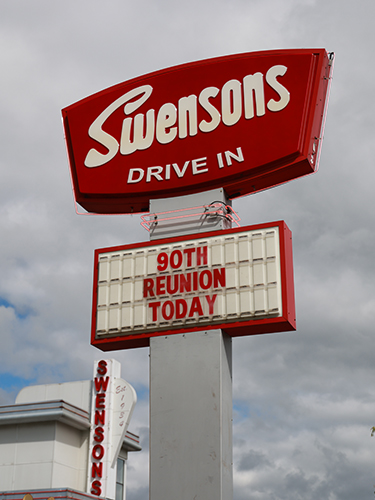 Swensons
DRIVE IN
90TH
REUNION
TODAY
SWENSONS